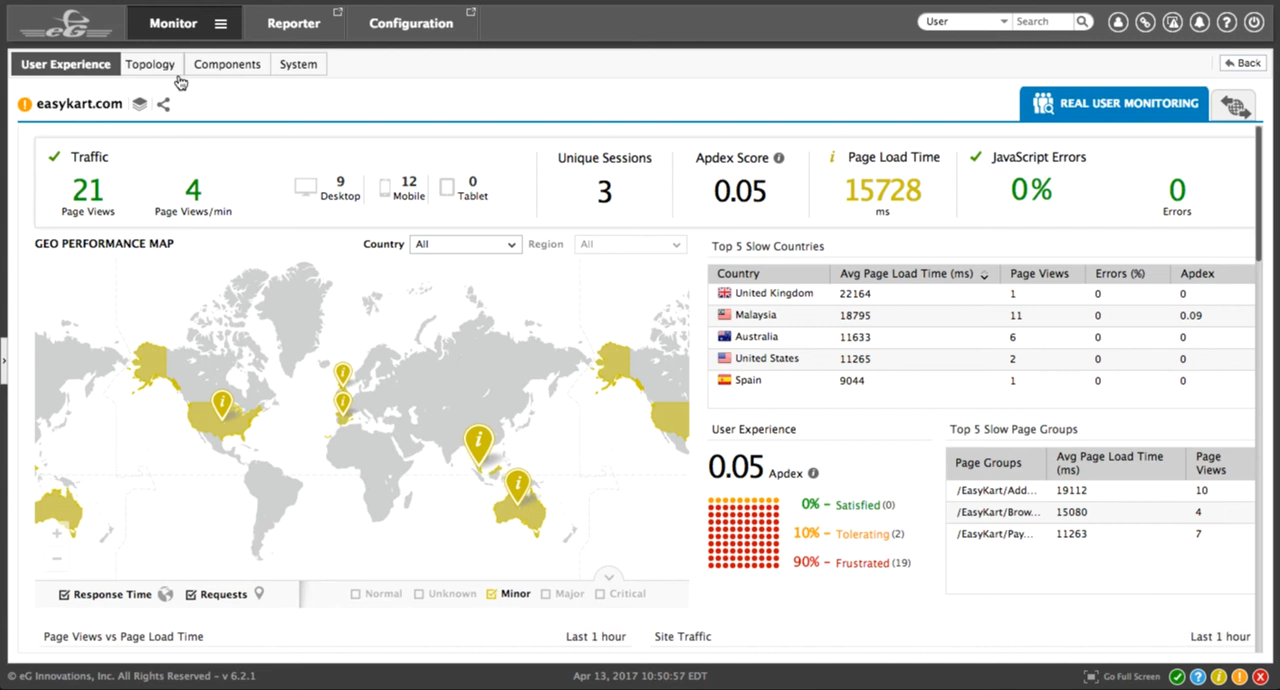 eG
Monitor
Reporter
Configuration
User
Search
User Experience
Topology
Components
System
Back
easykart.com
REAL USER MONITORING
Traffic
21
Page Views
4
Page Views/min
9
Desktop
12
Mobile
0
Tablet
Unique Sessions
3
Apdex Score
0.05
Page Load Time
15728
ms
JavaScript Errors
0%
0
Errors
GEO PERFORMANCE MAP
Country All Region All
Top 5 Slow Countries
Country Avg Page Load Time (ms) Page Views Errors (%) Apdex
United Kingdom 22164 1 0 0
Malaysia 18795 11 0 0.09
Australia 11633 6 0 0
United States 11265 2 0 0
Spain 9044 1 0 0
User Experience
0.05 Apdex
0% - Satisfied (0)
10% - Tolerating (2)
90% - Frustrated (19)
Top 5 Slow Page Groups
Page Groups Avg Page Load Time (ms) Page Views
/EasyKart/Add... 19112 10
/EasyKart/Brow... 15080 4
/EasyKart/Pay... 11263 7
Response Time Requests Normal Unknown Minor Major Critical
Page Views vs Page Load Time Last 1 hour
Site Traffic Last 1 hour
© eG Innovations, Inc. All Rights Reserved - v 6.2.1
Apr 13, 2017 10:50:57 EDT
Go Full Screen